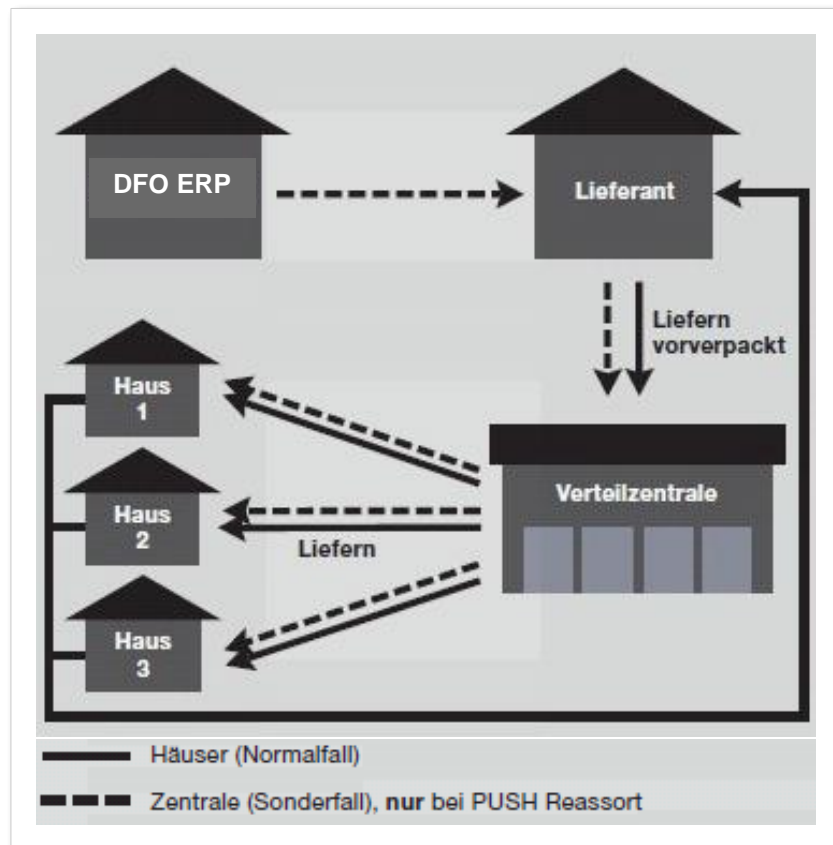 DFO ERP
Lieferant
Liefern
vorverpackt
Haus
1
Verteilzentrale
Haus
2
Liefern
Haus
3
Häuser (Normalfall)
Zentrale (Sonderfall), nur bei PUSH Reassort